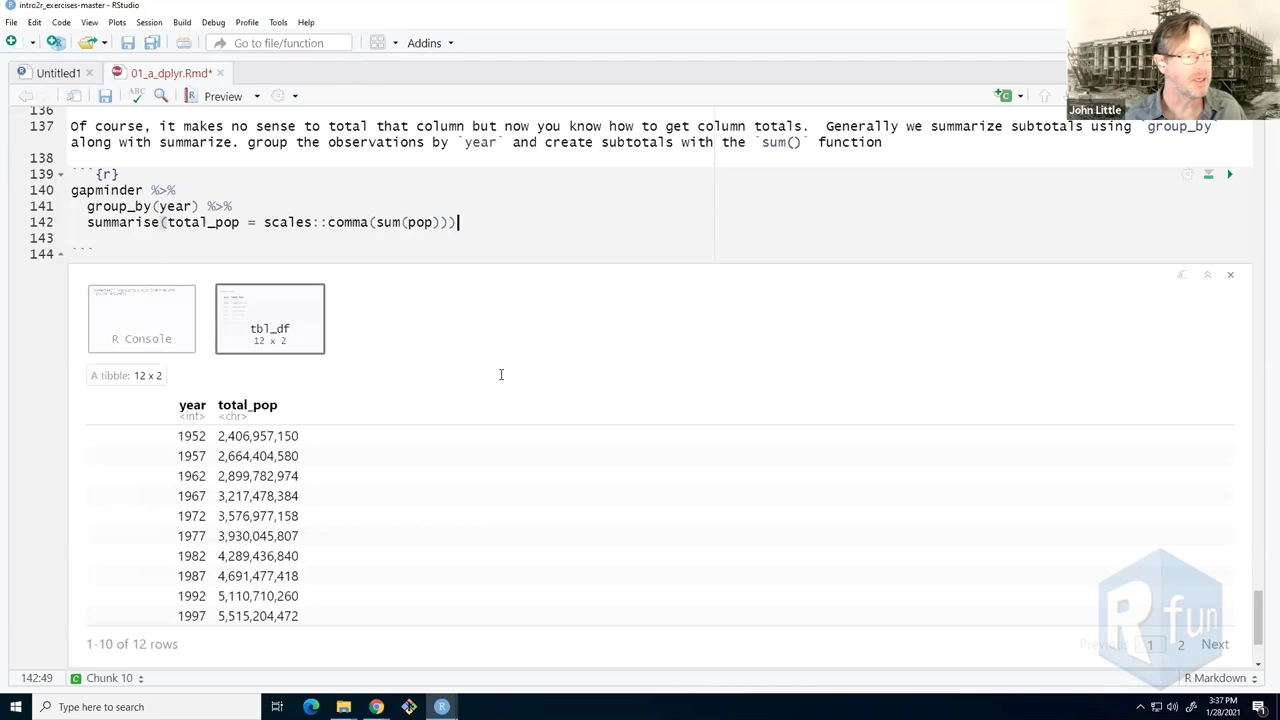 intro2r_exercises-master - RStudio
File Edit Code View Plots Session Build Debug Profile Tools Help
Go to file/function Addins
Untitled1 01_a_dplyr.Rmd*
ABC Preview
John Little
136
137 Of course, it makes no sense to total that column but now you know how to get column totals. Generally we summarize subtotals using `group_by`
along with summarize. group the observations by `year` and create subtotals with the `sum()` function
138
139 ```{r}
140 gapminder %>%
141 group_by(year) %>%
142 summarise(total_pop = scales::comma(sum(pop)))
143
144 ```
R Console
tbl_df
12 x 2
A tibble: 12 x 2
year total_pop
<int> <chr>
1952 2,406,957,150
1957 2,664,404,580
1962 2,899,782,974
1967 3,217,478,384
1972 3,576,977,158
1977 3,930,045,807
1982 4,289,436,840
1987 4,691,477,418
1992 5,110,710,260
1997 5,515,204,472
1-10 of 12 rows Previous 1 2 Next
R fun
142:49 Chunk 10 R Markdown
Type here to search
3:37 PM
1/28/2021